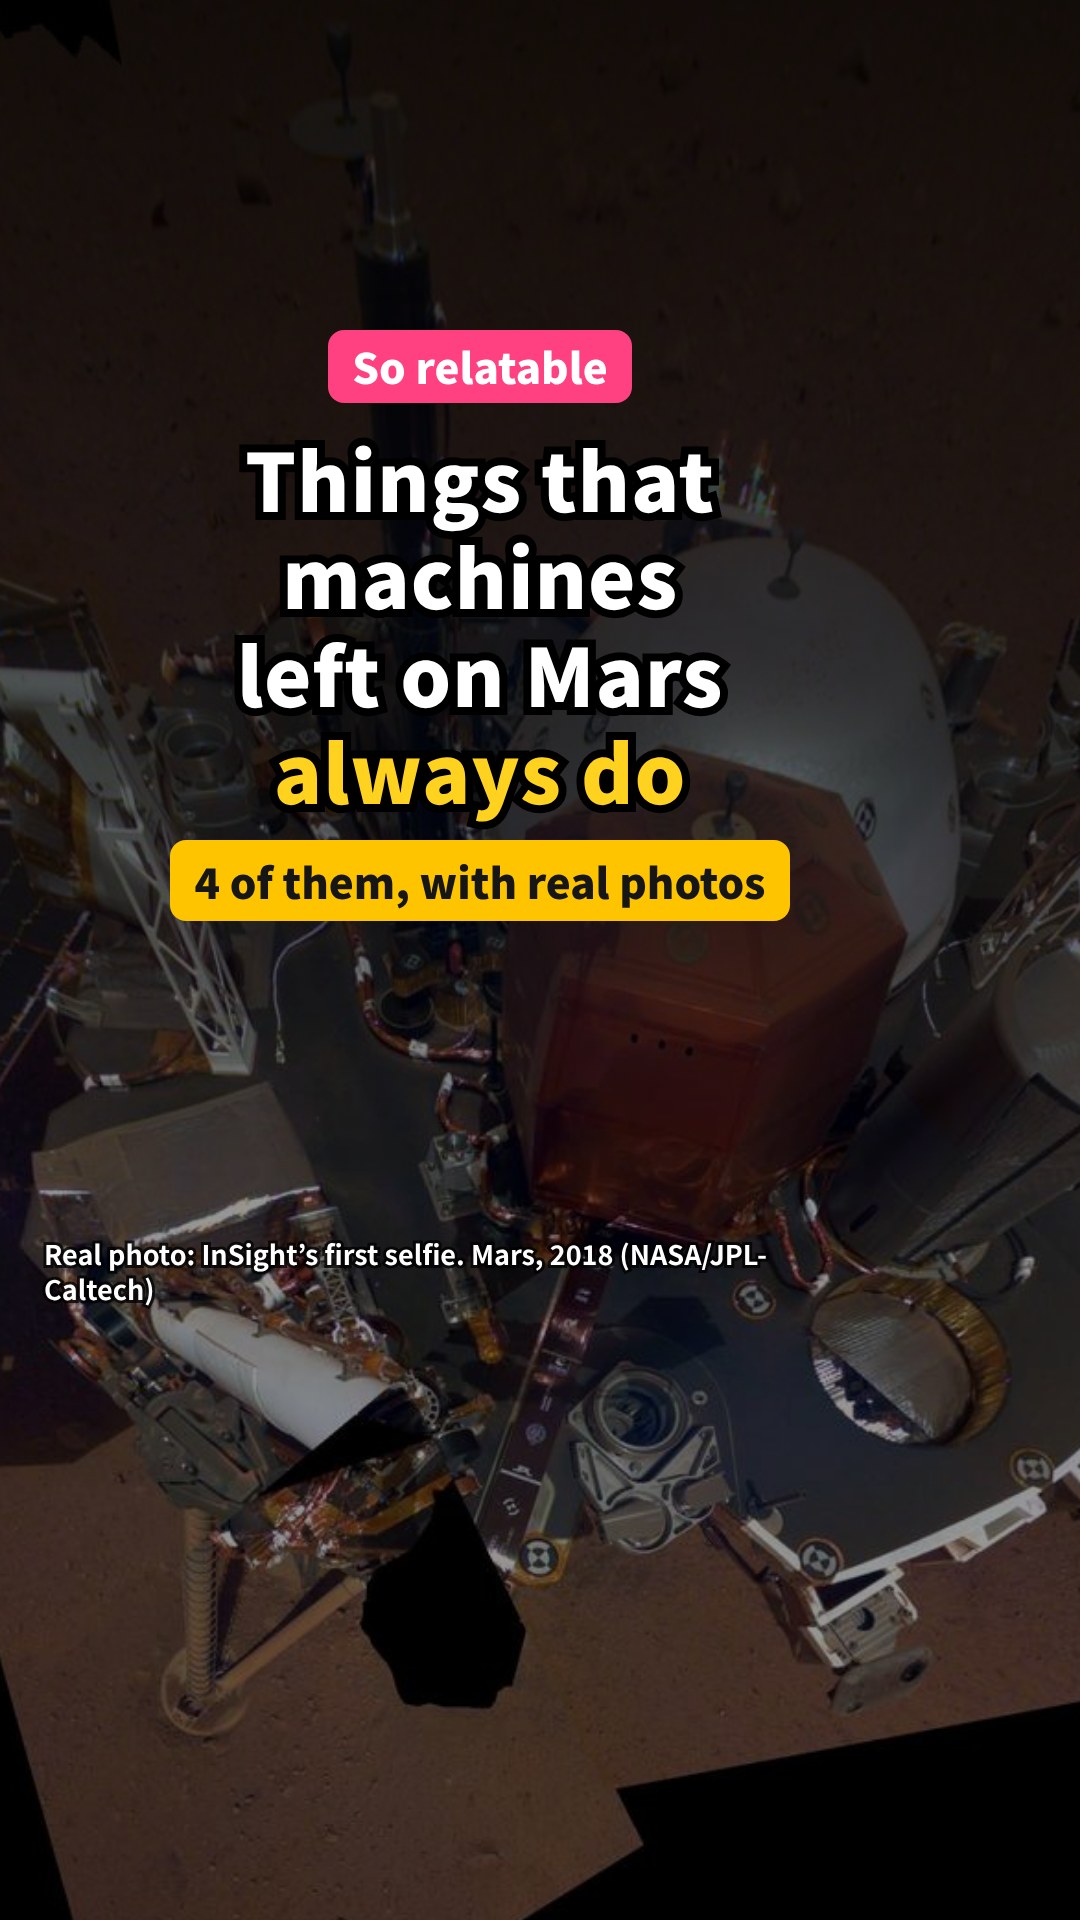 So relatable
Things that
machines
left on Mars
always do
4 of them, with real photos
Real photo: InSight’s first selfie. Mars, 2018 (NASA/JPL-
Caltech)